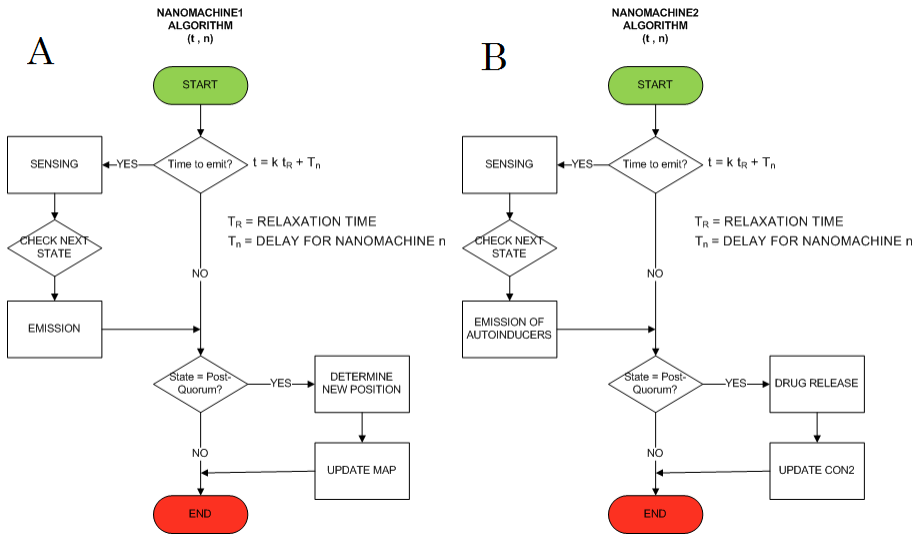 A
NANOMACHINE1
ALGORITHM
(t , n)
START
Time to emit?
t = k tR + Tn
YES
SENSING
CHECK NEXT
STATE
TR = RELAXATION TIME
Tn = DELAY FOR NANOMACHINE n
NO
EMISSION
State = Post-
Quorum?
YES
DETERMINE
NEW POSITION
NO
UPDATE MAP
END
B
NANOMACHINE2
ALGORITHM
(t , n)
START
Time to emit?
t = k tR + Tn
YES
SENSING
CHECK NEXT
STATE
TR = RELAXATION TIME
Tn = DELAY FOR NANOMACHINE n
NO
EMISSION OF
AUTOINDUCERS
State = Post-
Quorum?
YES
DRUG RELEASE
NO
UPDATE CON2
END